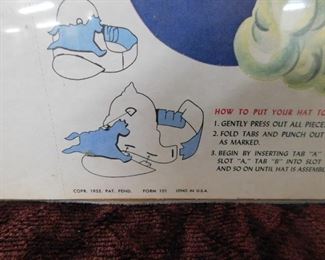 HOW TO PUT YOUR HAT TO
1. GENTLY PRESS OUT ALL PIECE
2. FOLD TABS AND PUNCH OUT
AS MARKED.
3. BEGIN BY INSERTING TAB "A"
SLOT "A," TAB "B" INTO SLOT
AND SO ON UNTIL HAT IS ASSEMBL
COPR. 1955, PAT. PEND. FORM 101 LITHO IN U.S.A.